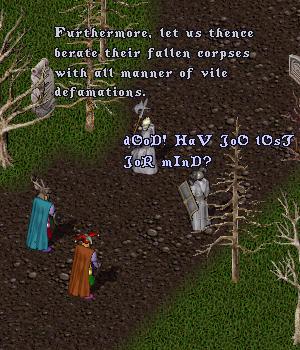 Furthermore, let us thence
berate their fallen corpses
with all manner of vile
defamations.
dOoD! HaV JoO lOsT
JoR mInD?